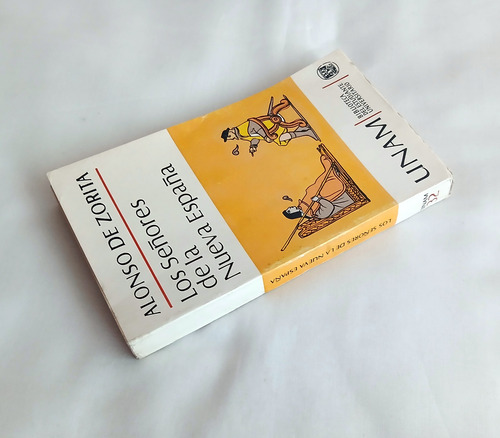 ALONSO DE ZORITA
Los Señores
de la
Nueva España
UNAM
BIBLIOTECA
DEL ESTUDIANTE
UNIVERSITARIO
LOS SEÑORES DE LA NUEVA ESPAÑA